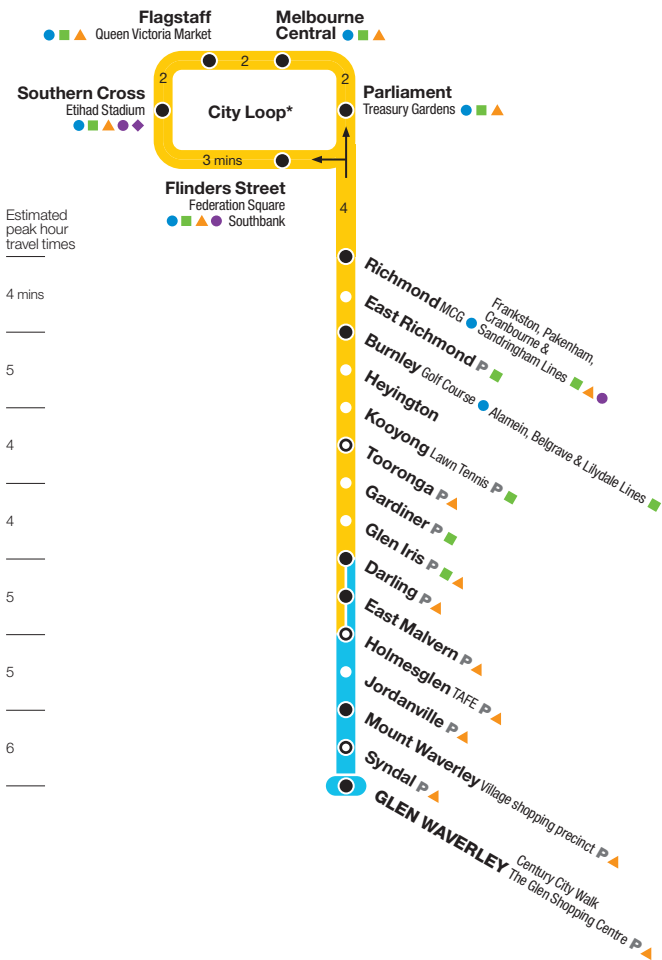 Flagstaff
Queen Victoria Market
Melbourne
Central
2
2
2
Southern Cross
Etihad Stadium
City Loop*
Parliament
Treasury Gardens
3 mins
Flinders Street
Federation Square
Southbank
4
Estimated
peak hour
travel times
4 mins
5
4
4
5
5
6
Richmond MCG
Frankston, Pakenham,
Cranbourne &
Sandringham Lines
East Richmond P
Burnley Golf Course Alamein, Belgrave & Lilydale Lines
Heyington
Kooyong Lawn Tennis P
Tooronga P
Gardiner P
Glen Iris P
Darling P
East Malvern P
Holmesglen TAFE P
Jordanville P
Mount Waverley Village shopping precinct P
Syndal P
GLEN WAVERLEY
Century City Walk
The Glen Shopping Centre P